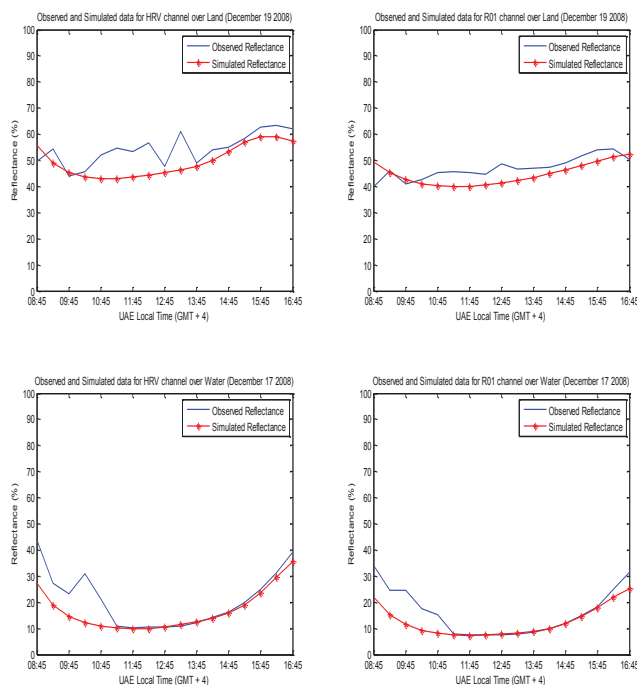 Observed and Simulated data for HRV channel over Land (December 19 2008)
100
90
80
70
60
50
40
30
20
10
0
Reflectance (%)
Observed Reflectance
Simulated Reflectance
08:45 09:45 10:45 11:45 12:45 13:45 14:45 15:45 16:45
UAE Local Time (GMT + 4)
Observed and Simulated data for R01 channel over Land (December 19 2008)
100
90
80
70
60
50
40
30
20
10
0
Reflectance (%)
Observed Reflectance
Simulated Reflectance
08:45 09:45 10:45 11:45 12:45 13:45 14:45 15:45 16:45
UAE Local Time (GMT + 4)
Observed and Simulated data for HRV channel over Water (December 17 2008)
100
90
80
70
60
50
40
30
20
10
0
Reflectance (%)
Observed Reflectance
Simulated Reflectance
08:45 09:45 10:45 11:45 12:45 13:45 14:45 15:45 16:45
UAE Local Time (GMT + 4)
Observed and Simulated data for R01 channel over Water (December 17 2008)
100
90
80
70
60
50
40
30
20
10
0
Reflectance (%)
Observed Reflectance
Simulated Reflectance
08:45 09:45 10:45 11:45 12:45 13:45 14:45 15:45 16:45
UAE Local Time (GMT + 4)